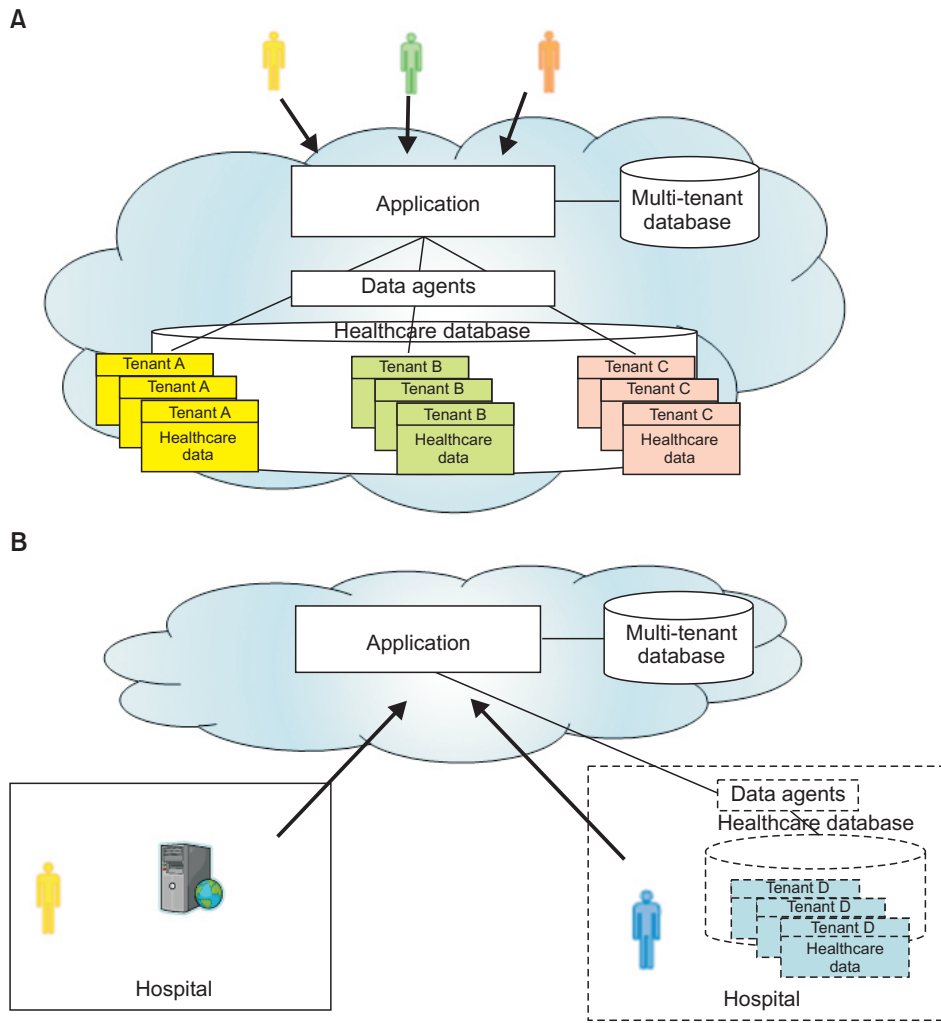 A
Application
Multi-tenant
database
Data agents
Healthcare database
Tenant A
Tenant A
Tenant A
Healthcare
data
Tenant B
Tenant B
Tenant B
Healthcare
data
Tenant C
Tenant C
Tenant C
Healthcare
data
B
Application
Multi-tenant
database
Hospital
Data agents
Healthcare database
Tenant D
Tenant D
Tenant D
Healthcare
data
Hospital